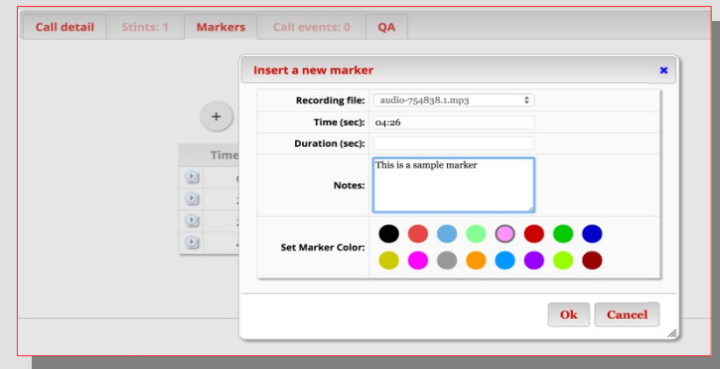 Call detail Stints: 1 Markers Call events: 0 QA
Insert a new marker
+
Recording file: audio-754838.1.mp3
Time (sec): 04:26
Duration (sec):
Time
Notes: This is a sample marker
Set Marker Color:
Ok Cancel